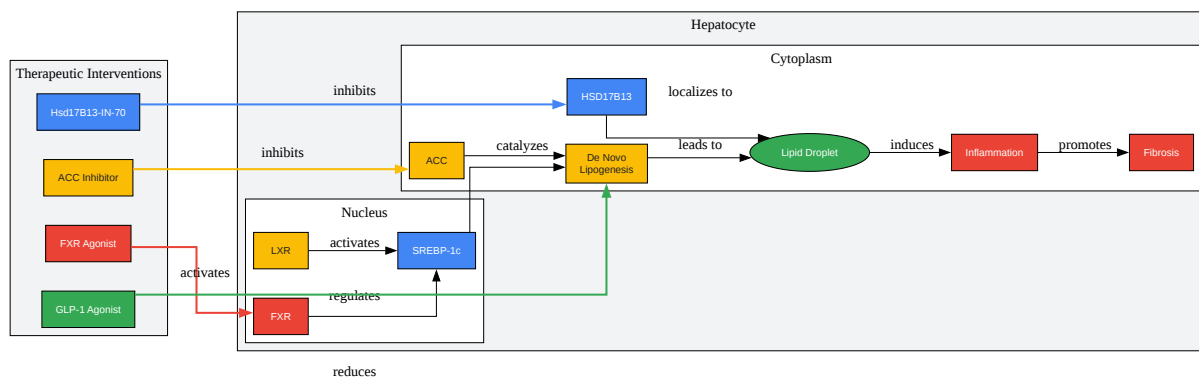 Hepatocyte
Cytoplasm
Therapeutic Interventions
Hsd17B13-IN-70
inhibits
HSD17B13
localizes to
ACC Inhibitor
inhibits
ACC
catalyzes
De Novo
Lipogenesis
leads to
Lipid Droplet
induces
Inflammation
promotes
Fibrosis
Nucleus
FXR Agonist
activates
LXR
activates
SREBP-1c
GLP-1 Agonist
regulates
FXR
reduces